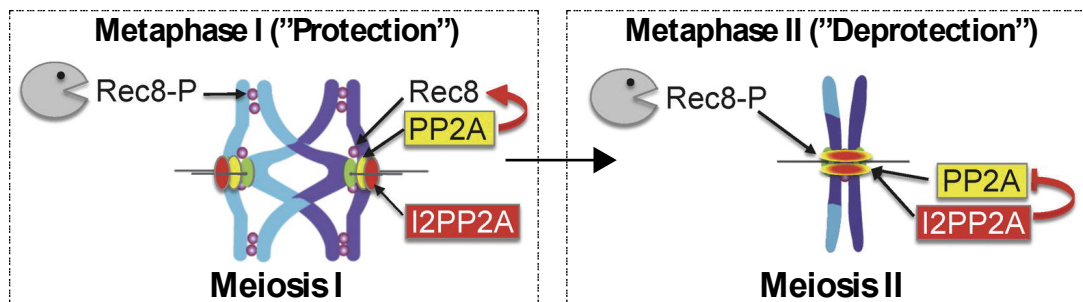 Metaphase I ("Protection")
Rec8-P
Rec8
PP2A
I2PP2A
Meiosis I
Metaphase II ("Deprotection")
Rec8-P
PP2A
I2PP2A
Meiosis II